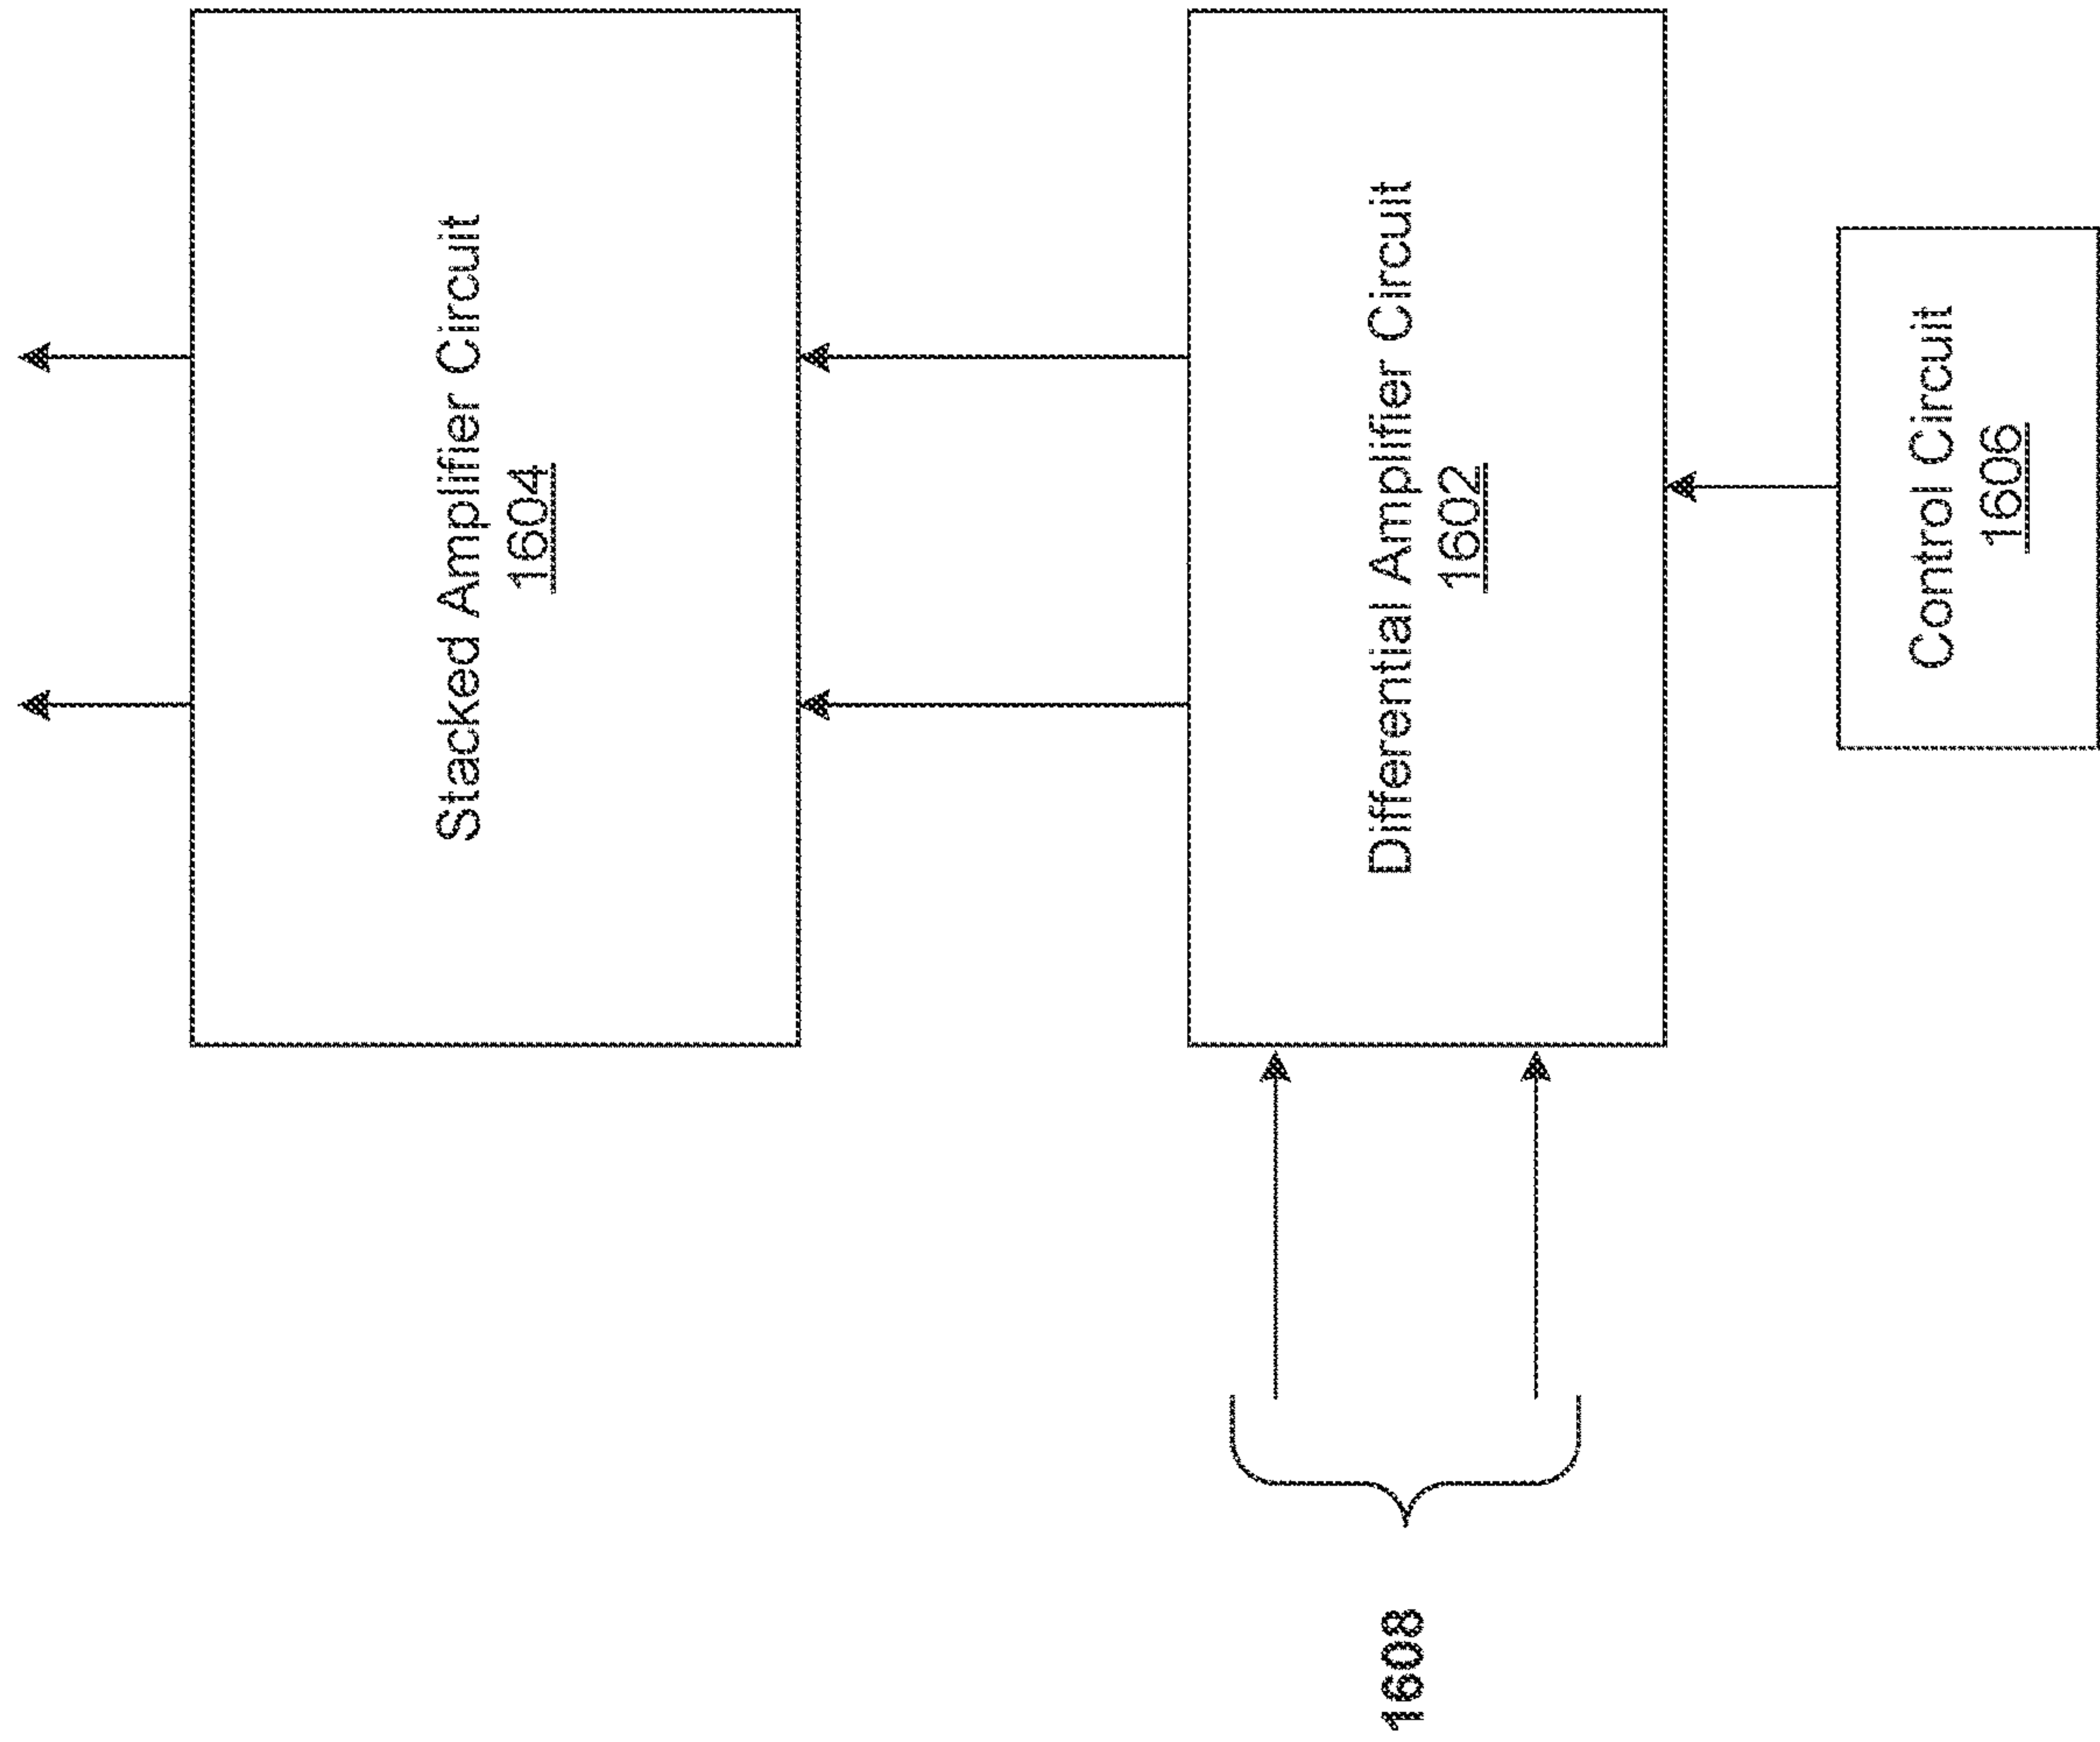 Stacked Amplifier Circuit
1604
Differential Amplifier Circuit
1602
Control Circuit
1606
1608